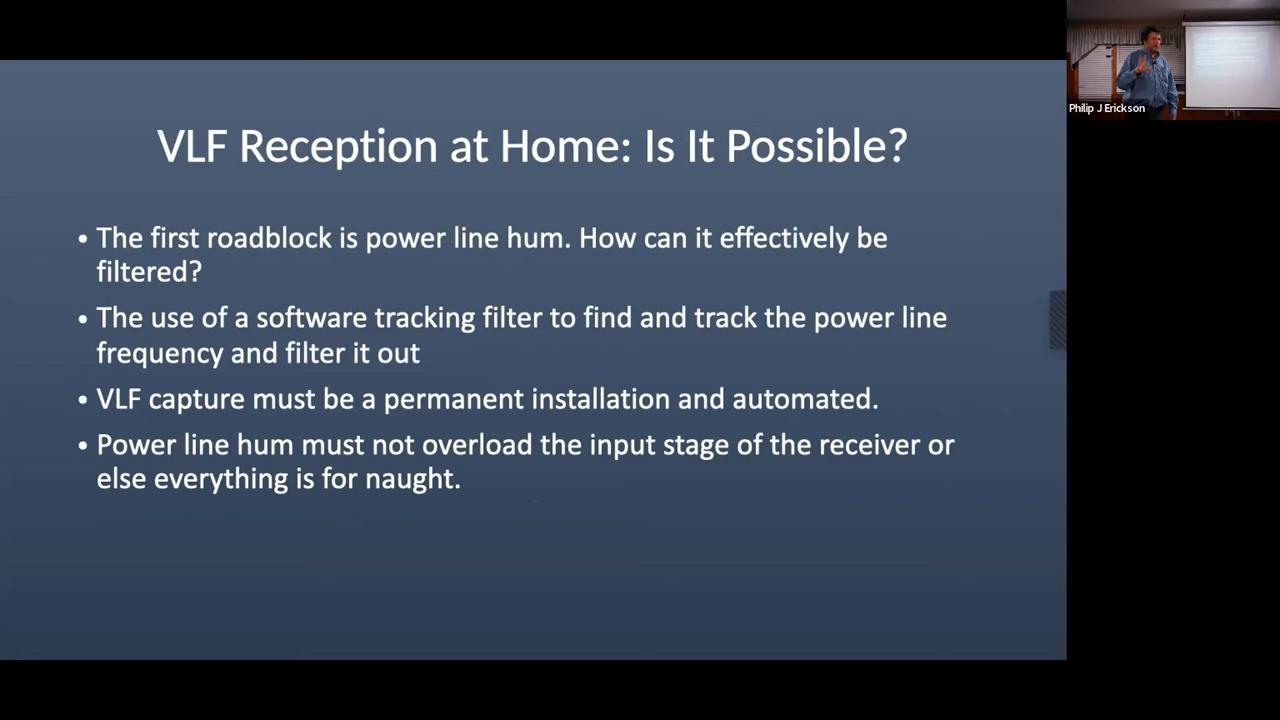 VLF Reception at Home: Is It Possible?
• The first roadblock is power line hum. How can it effectively be
filtered?
• The use of a software tracking filter to find and track the power line
frequency and filter it out
• VLF capture must be a permanent installation and automated.
• Power line hum must not overload the input stage of the receiver or
else everything is for naught.
Philip J Erickson